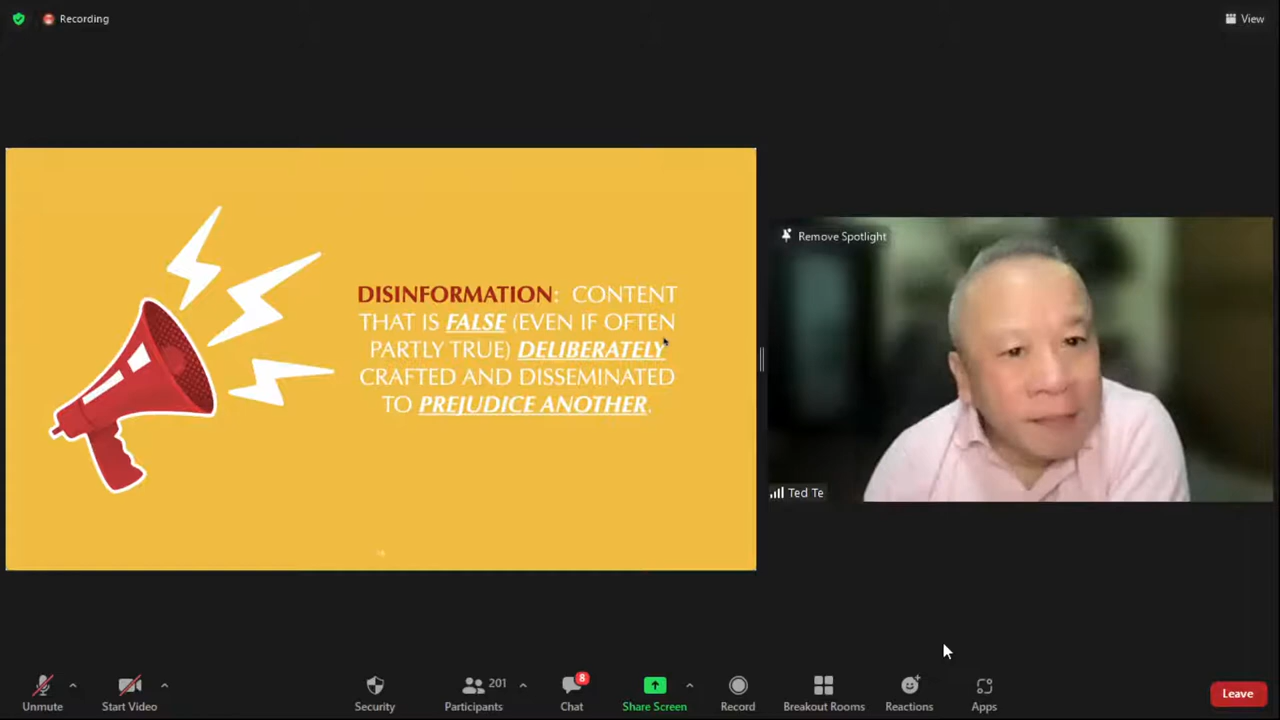 Recording
View
DISINFORMATION: CONTENT
THAT IS FALSE (EVEN IF OFTEN
PARTLY TRUE) DELIBERATELY
CRAFTED AND DISSEMINATED
TO PREJUDICE ANOTHER.
Remove Spotlight
Ted Te
Unmute
Start Video
Security
201
Participants
8
Chat
Share Screen
Record
Breakout Rooms
Reactions
Apps
Leave